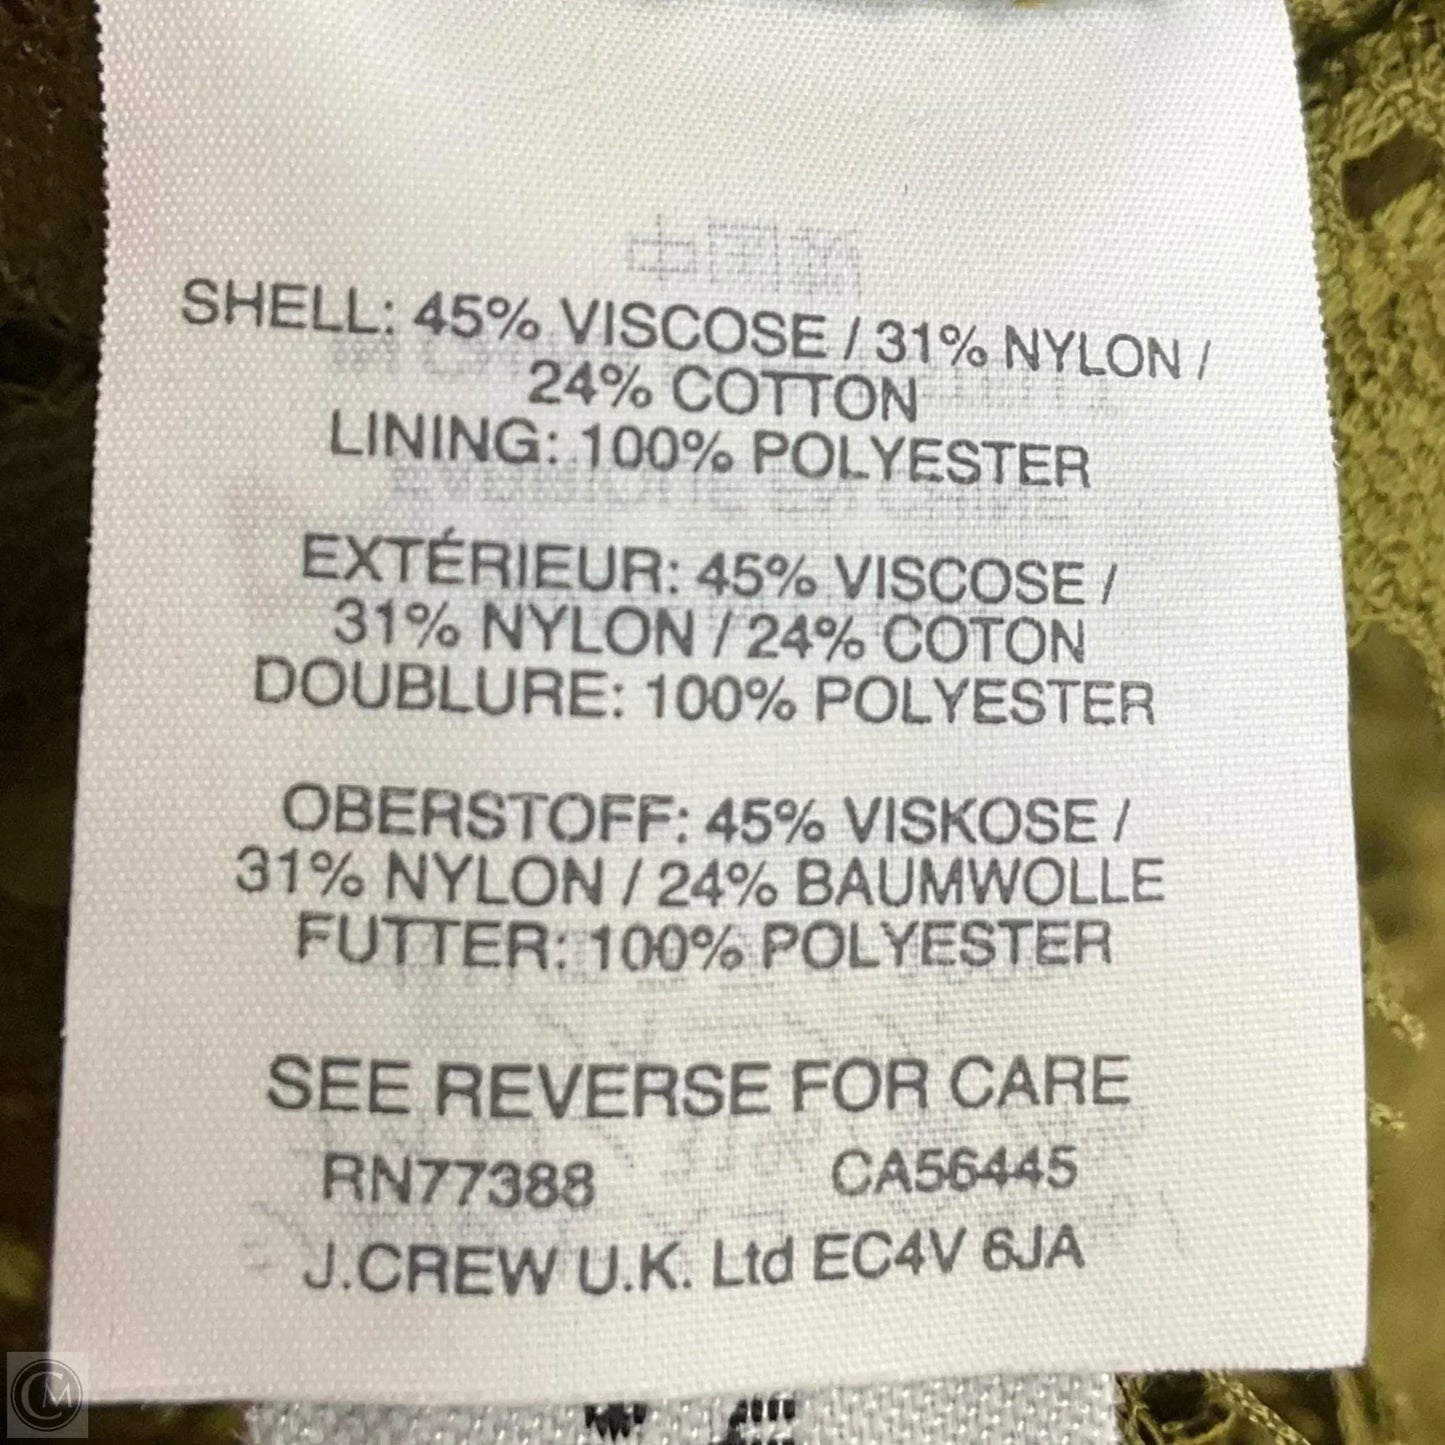 SHELL: 45% VISCOSE / 31% NYLON /
24% COTTON
LINING: 100% POLYESTER
EXTÉRIEUR: 45% VISCOSE /
31% NYLON / 24% COTON
DOUBLURE: 100% POLYESTER
OBERSTOFF: 45% VISKOSE /
31% NYLON / 24% BAUMWOLLE
FUTTER: 100% POLYESTER
SEE REVERSE FOR CARE
RN77388 CA56445
J.CREW U.K. Ltd EC4V 6JA